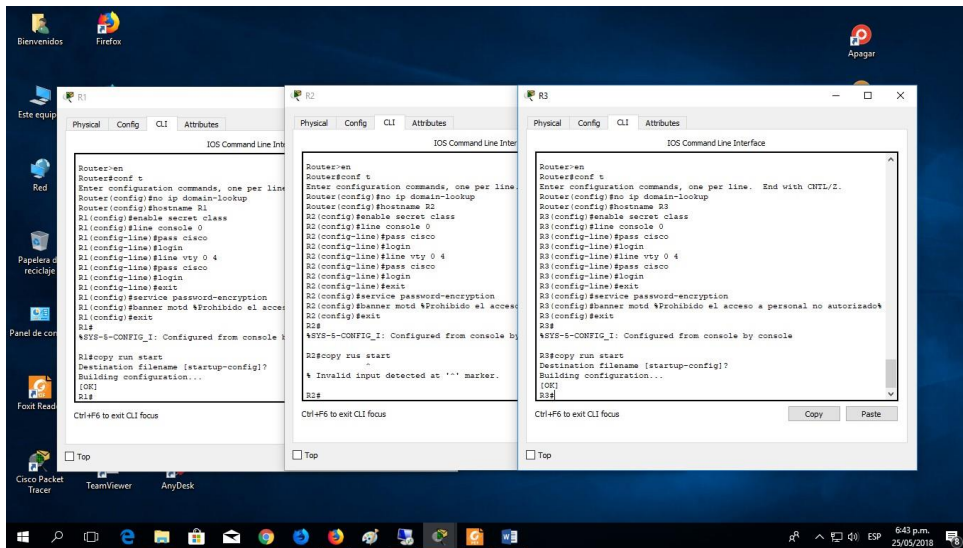 Bienvenidos
Firefox
Apagar
Este equip
Red
Papelera d
reciclaje
Panel de con
Foxit Read
Cisco Packet
Tracer
TeamViewer
AnyDesk
R1
Physical Config CLI Attributes
IOS Command Line Inte
Router>en
Router#conf t
Enter configuration commands, one per line
Router(config)#no ip domain-lookup
Router(config)#hostname R1
R1(config)#enable secret class
R1(config)#line console 0
R1(config-line)#pass cisco
R1(config-line)#login
R1(config-line)#line vty 0 4
R1(config-line)#pass cisco
R1(config-line)#login
R1(config-line)#exit
R1(config)#service password-encryption
R1(config)#banner motd %Prohibido el acces
R1(config)#exit
R1#
%SYS-5-CONFIG_I: Configured from console b
R1#copy run start
Destination filename [startup-config]?
Building configuration...
[OK]
R1#
Ctrl+F6 to exit CLI focus
Top
R2
Physical Config CLI Attributes
IOS Command Line Inter
Router>en
Router#conf t
Enter configuration commands, one per line.
Router(config)#no ip domain-lookup
Router(config)#hostname R2
R2(config)#enable secret class
R2(config)#line console 0
R2(config-line)#pass cisco
R2(config-line)#login
R2(config-line)#line vty 0 4
R2(config-line)#pass cisco
R2(config-line)#login
R2(config-line)#exit
R2(config)#service password-encryption
R2(config)#banner motd %Prohibido el acceso
R2(config)#exit
R2#
%SYS-5-CONFIG_I: Configured from console by
R2#copy rus start
^
% Invalid input detected at '^' marker.
R2#
Ctrl+F6 to exit CLI focus
Top
R3
Physical Config CLI Attributes
IOS Command Line Interface
Router>en
Router#conf t
Enter configuration commands, one per line. End with CNTL/Z.
Router(config)#no ip domain-lookup
Router(config)#hostname R3
R3(config)#enable secret class
R3(config)#line console 0
R3(config-line)#pass cisco
R3(config-line)#login
R3(config-line)#line vty 0 4
R3(config-line)#pass cisco
R3(config-line)#login
R3(config-line)#exit
R3(config)#service password-encryption
R3(config)#banner motd %Prohibido el acceso a personal no autorizado%
R3(config)#exit
R3#
%SYS-5-CONFIG_I: Configured from console by console
R3#copy run start
Destination filename [startup-config]?
Building configuration...
[OK]
R3#
Ctrl+F6 to exit CLI focus
Copy Paste
Top
ESP
6:43 p.m.
25/05/2018
8